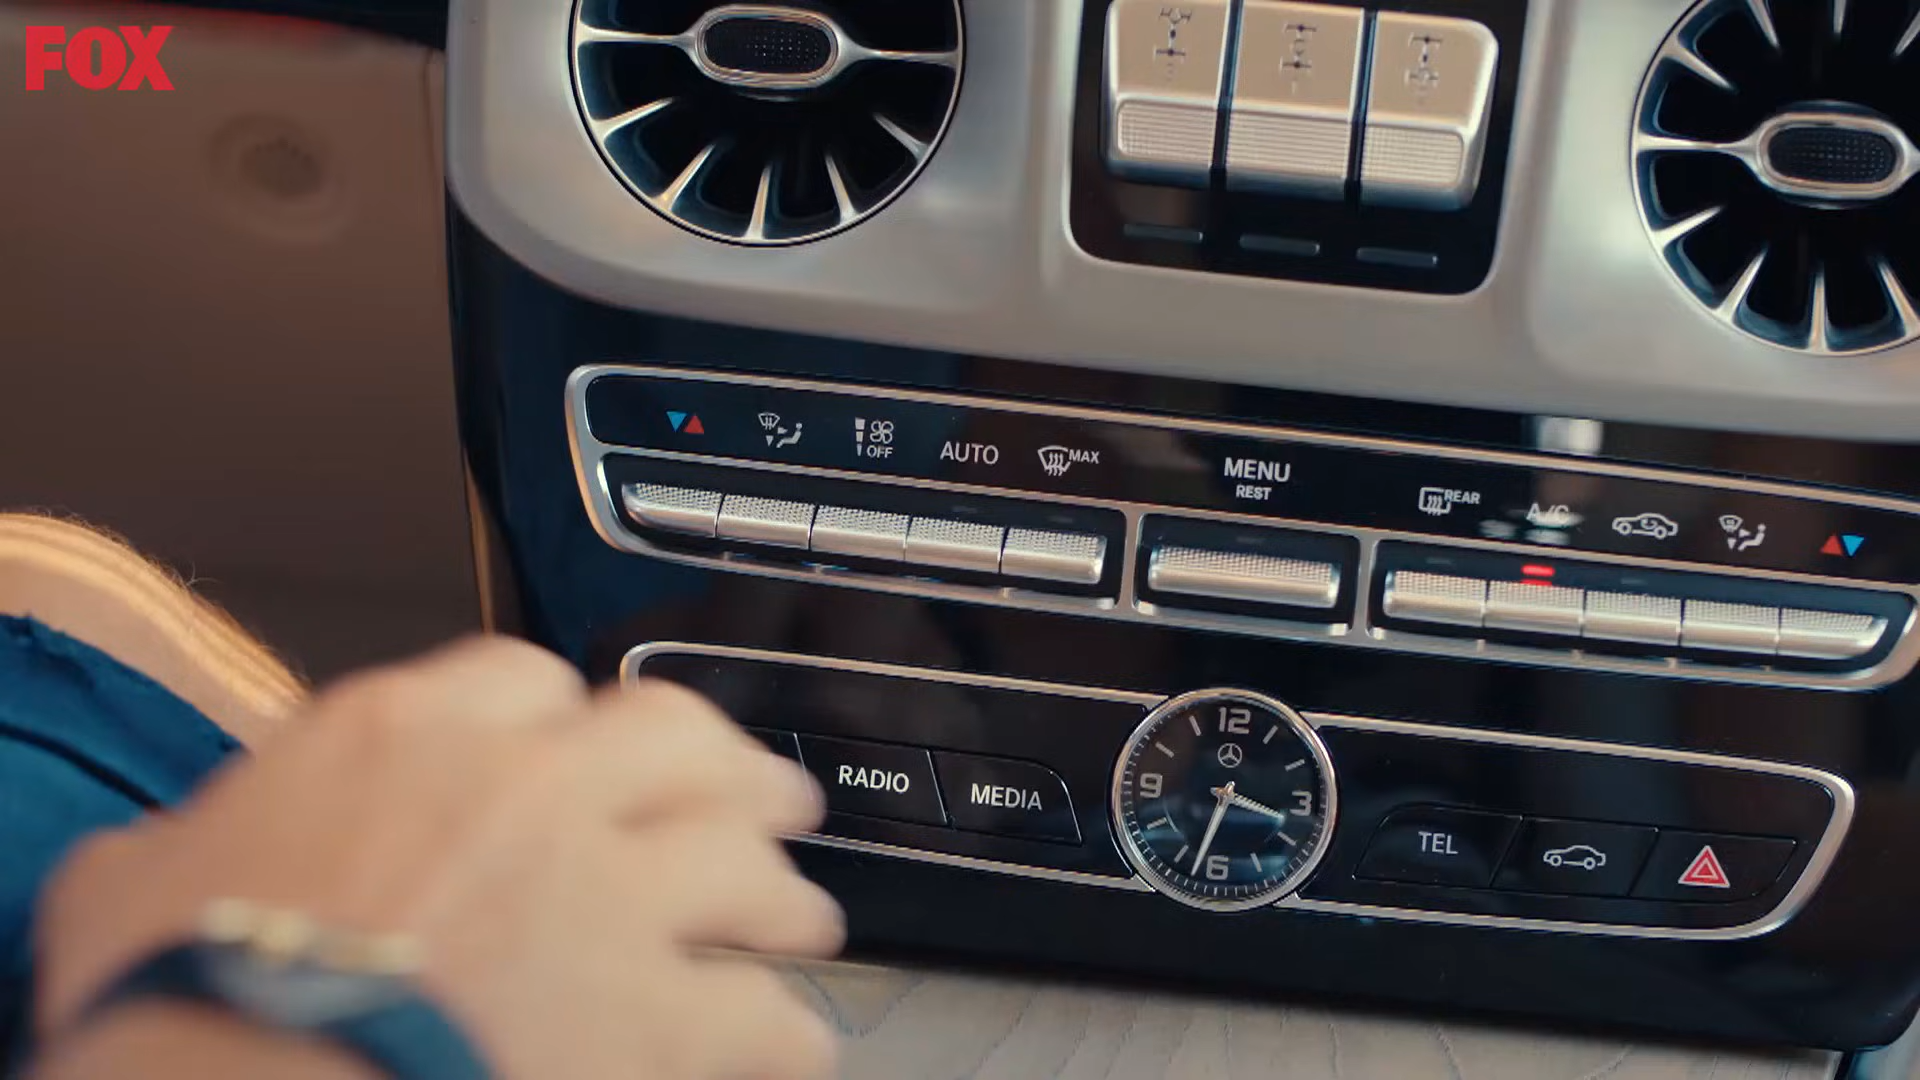 FOX
OFF
AUTO
MAX
MENU
REST
REAR
A/C
RADIO
MEDIA
12
9
3
6
TEL